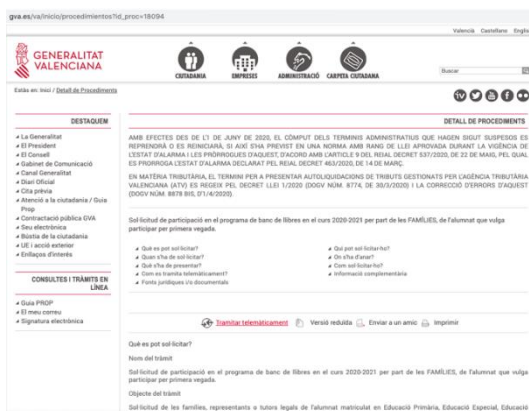 gva.es/va/inicio/procedimientos?id_proc=18094
Valencià Castellano English
GENERALITAT
VALENCIANA
CIUTADANIA EMPRESES ADMINISTRACIÓ CARPETA CIUTADANA
Buscar
Estàs en: Inici / Detall de Procediments
DESTAQUEM
La Generalitat
El President
El Consell
Gabinet de Comunicació
Canal Generalitat
Diari Oficial
Cita prèvia
Atenció a la ciutadania / Guia
Prop
Contractació pública GVA
Seu electrònica
Bústia de la ciutadania
UE i acció exterior
Enllaços d'interés
CONSULTES I TRÀMITS EN
LÍNEA
Guia PROP
El meu correu
Signatura electrònica
DETALL DE PROCEDIMENTS
AMB EFECTES DES DE L'1 DE JUNY DE 2020, EL CÒMPUT DELS TERMINIS ADMINISTRATIUS QUE HAGEN SIGUT SUSPESOS ES
REPRENDRÀ O ES REINICIARÀ, SI AIXÍ S'HA PREVIST EN UNA NORMA AMB RANG DE LLEI APROVADA DURANT LA VIGÈNCIA DE
L'ESTAT D'ALARMA I LES PRÒRROGUES D'AQUEST, D'ACORD AMB L'ARTICLE 9 DEL REIAL DECRET 537/2020, DE 22 DE MAIG, PEL QUAL
ES PRORROGA L'ESTAT D'ALARMA DECLARAT PEL REIAL DECRET 463/2020, DE 14 DE MARÇ.
EN MATÈRIA TRIBUTÀRIA, EL TERMINI PER A PRESENTAR AUTOLIQUIDACIONS DE TRIBUTS GESTIONATS PER L'AGÈNCIA TRIBUTÀRIA
VALENCIANA (ATV) ES REGEIX PEL DECRET LLEI 1/2020 (DOGV NÚM. 8774, DE 30/3/2020) I LA CORRECCIÓ D'ERRORS D'AQUEST
(DOGV NÚM. 8878 BIS, D'1/4/2020).
Sol·licitud de participació en el programa de banc de llibres en el curs 2020-2021 per part de les FAMÍLIES, de l'alumnat que vulga
participar per primera vegada.
Què es pot sol·licitar?
Quan s'ha de sol·licitar?
Què s'ha de presentar?
Com es tramita telemàticament?
Fonts jurídiques i/o documentals
Qui pot sol·licitar-ho?
On s'ha d'anar?
Com sol·licitar-ho?
Informació complementària
Tramitar telemàticament Versió reduïda Enviar a un amic Imprimir
Què es pot sol·licitar?
Nom del tràmit
Sol·licitud de participació en el programa de banc de llibres en el curs 2020-2021 per part de les FAMÍLIES, de l'alumnat que vulga
participar per primera vegada.
Objecte del tràmit
Sol·licitud de les famílies, representants o tutors legals de l'alumnat matriculat en Educació Primària, Educació Especial, Educació